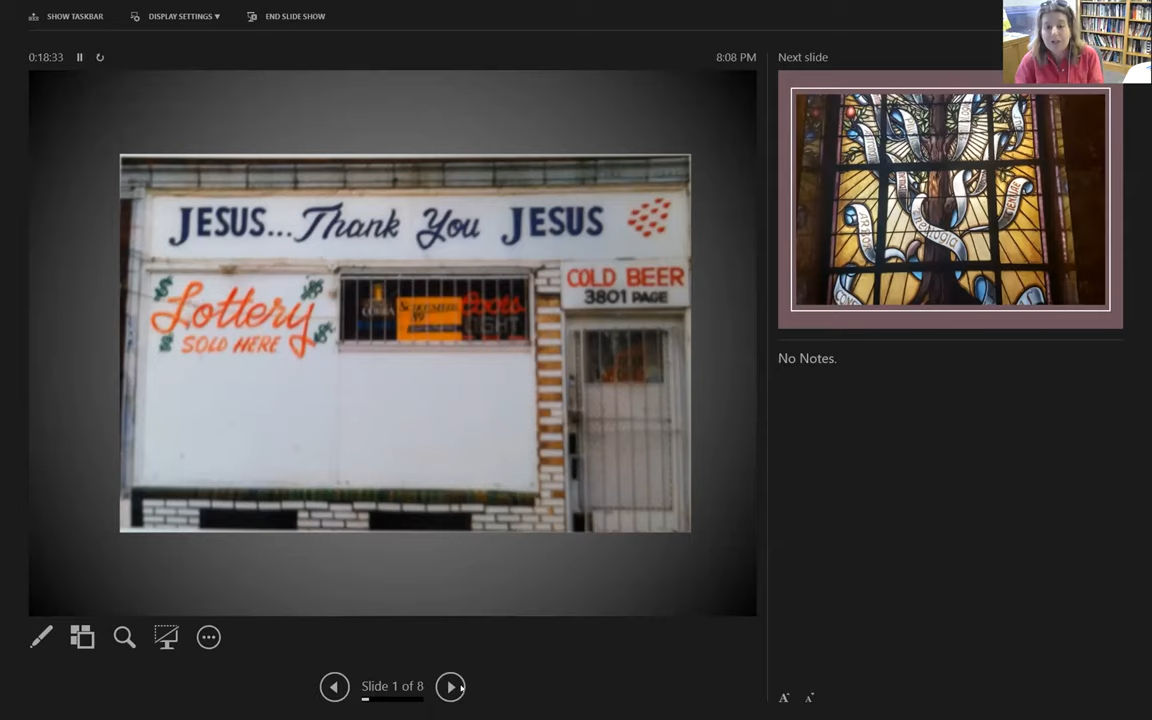 SHOW TASKBAR
DISPLAY SETTINGS ▼
END SLIDE SHOW
0:18:33
8:08 PM
Next slide
JESUS...Thank You JESUS
$ Lottery
SOLD HERE
COLD BEER
3801 PAGE
Coors
LIGHT
No Notes.
Slide 1 of 8
A
A